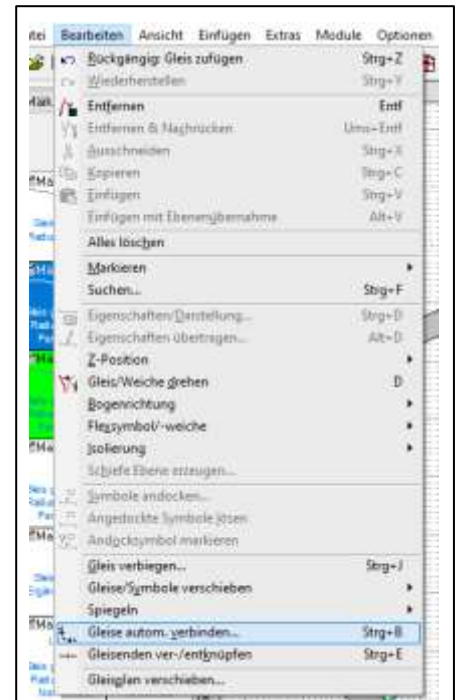 tei Bearbeiten Ansicht Einfügen Extras Module Optionen
Rückgängig: Gleis zufügen Strg+Z
Wiederherstellen Strg+Y
Entfernen Entf
Entfernen & Nachrücken Ums+Entf
Ausschneiden Strg+X
Kopieren Strg+C
Einfügen Strg+V
Einfügen mit Ebenenübernahme Alt+V
Alles löschen
Markieren
Suchen... Strg+F
Eigenschaften/Darstellung... Strg+D
Eigenschaften übertragen... Alt+D
Z-Position
Gleis/Weiche drehen D
Bogenrichtung
Flexsymbol/-weiche
Isolierung
Schiefe Ebene erzeugen...
Symbole andocken...
Angedockte Symbole lösen
Andocksymbol markieren
Gleis verbiegen... Strg+J
Gleise/Symbole verschieben
Spiegeln
Gleise autom. verbinden... Strg+B
Gleisenden ver-/entknüpfen Strg+E
Gleisplan verschieben...